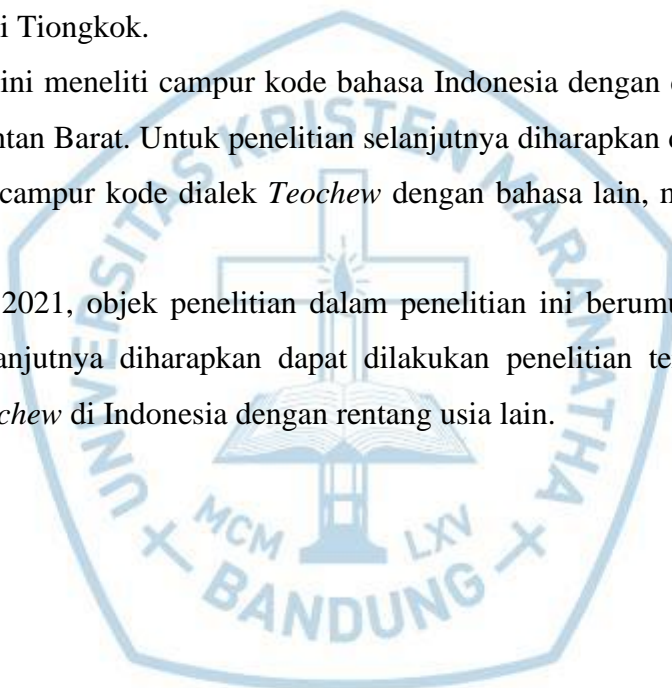 i Tiongkok.
ini meneliti campur kode bahasa Indonesia dengan
ntan Barat. Untuk penelitian selanjutnya diharapkan
campur kode dialek Teochew dengan bahasa lain,
2021, objek penelitian dalam penelitian ini berumu
lanjutnya diharapkan dapat dilakukan penelitian te
chew di Indonesia dengan rentang usia lain.
UNIVERSITAS KRISTEN MARANATHA
MCM LXV
BANDUNG